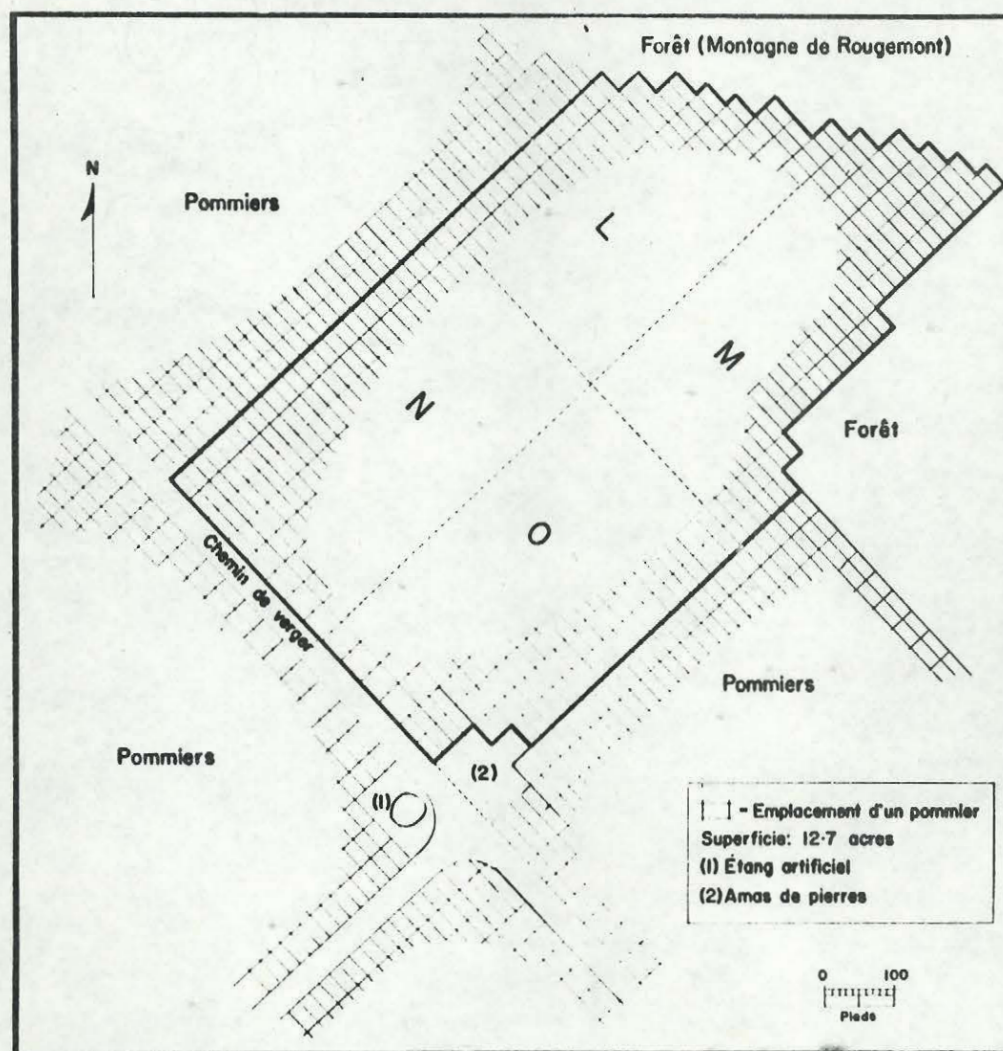 Forêt (Montagne de Rougemont)
N
Pommiers
L
M
N
Forêt
O
Chemin de verger
Pommiers
Pommiers
(2)
(1)
- Emplacement d'un pommier
Superficie: 12·7 acres
(1) Étang artificiel
(2) Amas de pierres
0 100
Pieds